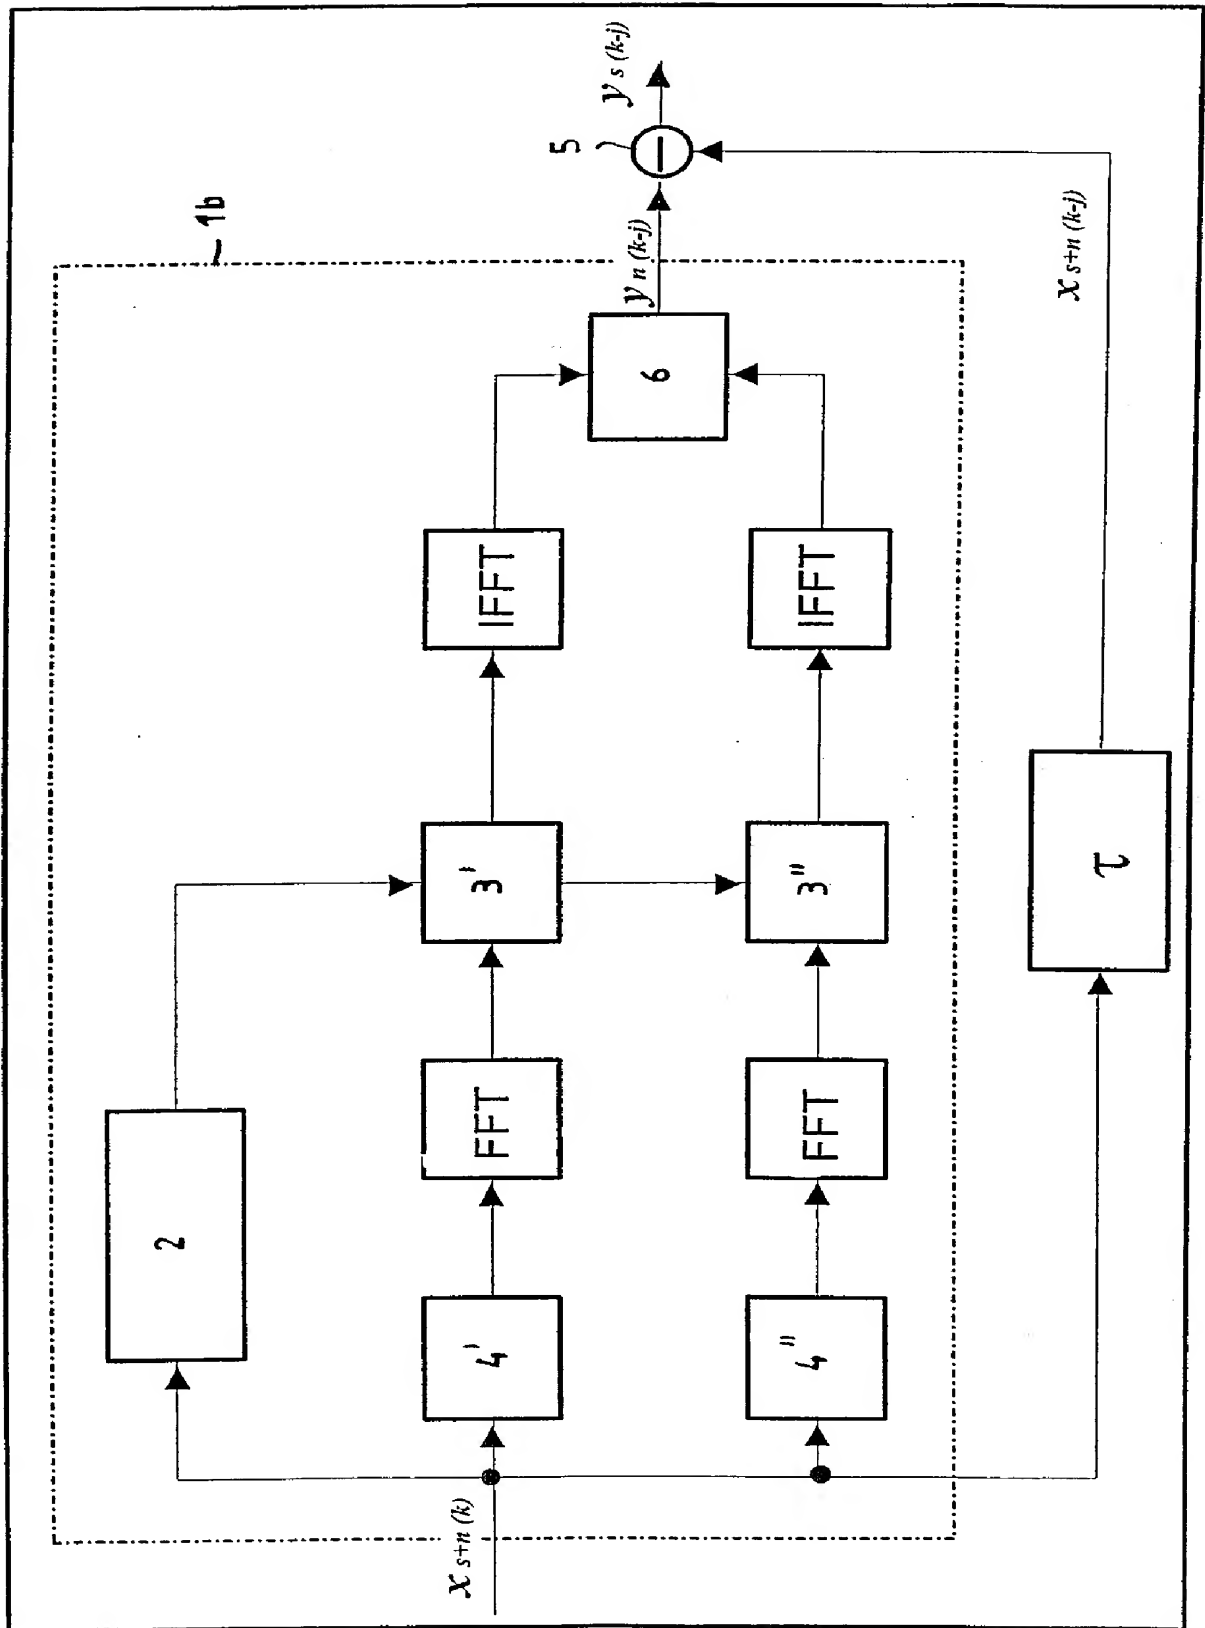 x s+n (k)
2
4'
FFT
3'
IFFT
4"
FFT
3"
IFFT
6
1b
y n (k-j)
5
y s (k-j)
τ
x s+n (k-j)